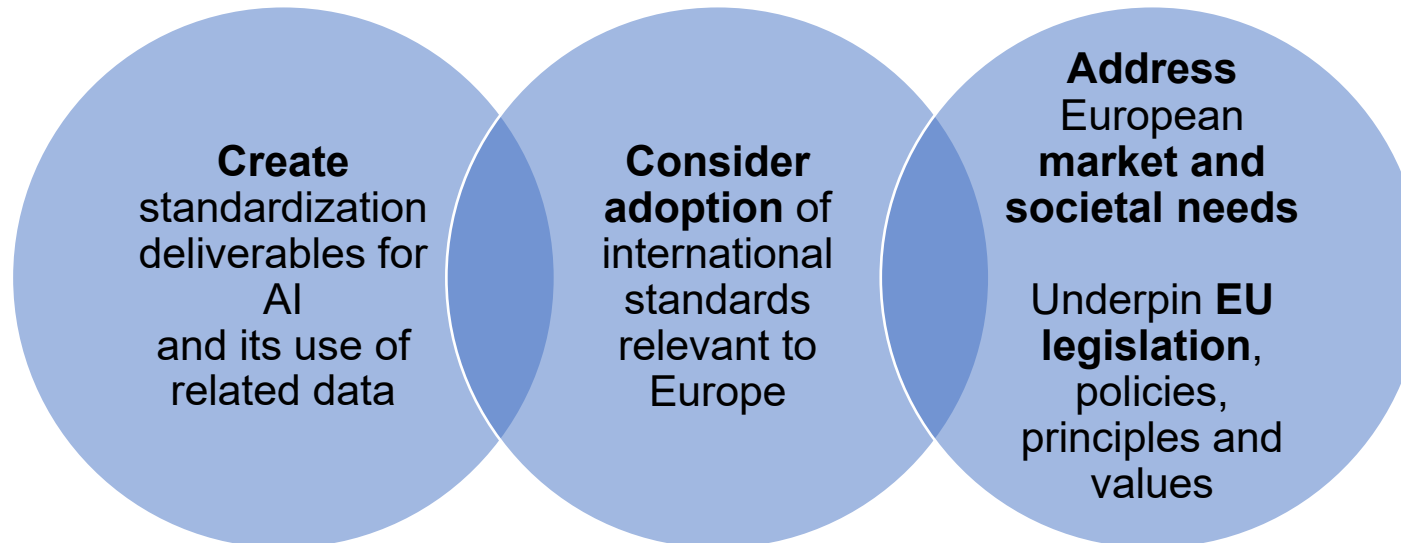 Create
standardization
deliverables for
AI
and its use of
related data
Consider
adoption of
international
standards
relevant to
Europe
Address
European
market and
societal needs
Underpin EU
legislation,
policies,
principles and
values